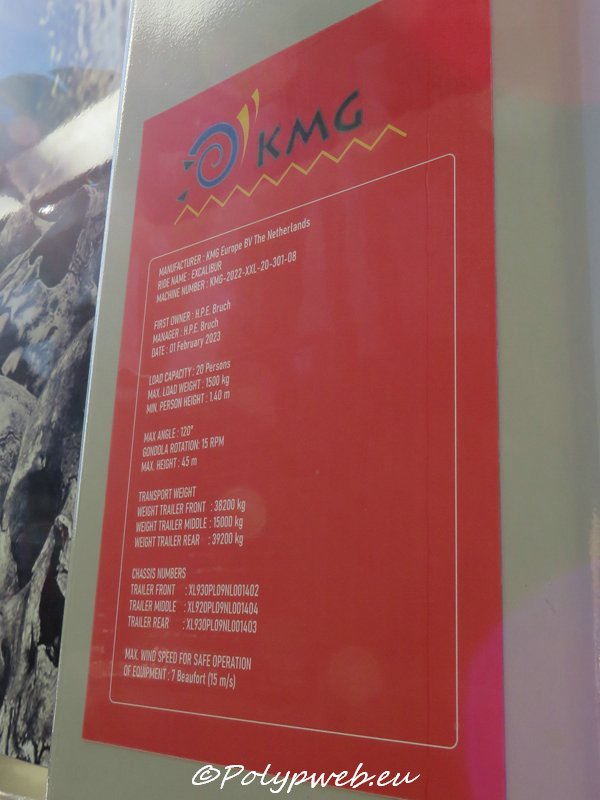 KMG
MANUFACTURER : KMG Europe BV The Netherlands
RIDE NAME : EXCALIBUR
MACHINE NUMBER : KMG-2022-XXL-20-301-08
FIRST OWNER : H.P.E. Bruch
MANAGER : H.P.E. Bruch
DATE : 01 February 2023
LOAD CAPACITY : 20 Persons
MAX. LOAD WEIGHT : 1500 kg
MIN. PERSON HEIGHT : 1.40 m
MAX ANGLE : 120°
GONDOLA ROTATION: 15 RPM
MAX. HEIGHT : 45 m
TRANSPORT WEIGHT
WEIGHT TRAILER FRONT : 38200 kg
WEIGHT TRAILER MIDDLE : 15000 kg
WEIGHT TRAILER REAR : 39200 kg
CHASSIS NUMBERS
TRAILER FRONT : XL930PL09NL001402
TRAILER MIDDLE : XL920PL09NL001404
TRAILER REAR : XL930PL09NL001403
MAX. WIND SPEED FOR SAFE OPERATION
OF EQUIPMENT : 7 Beaufort (15 m/s)
©Polypweb.eu